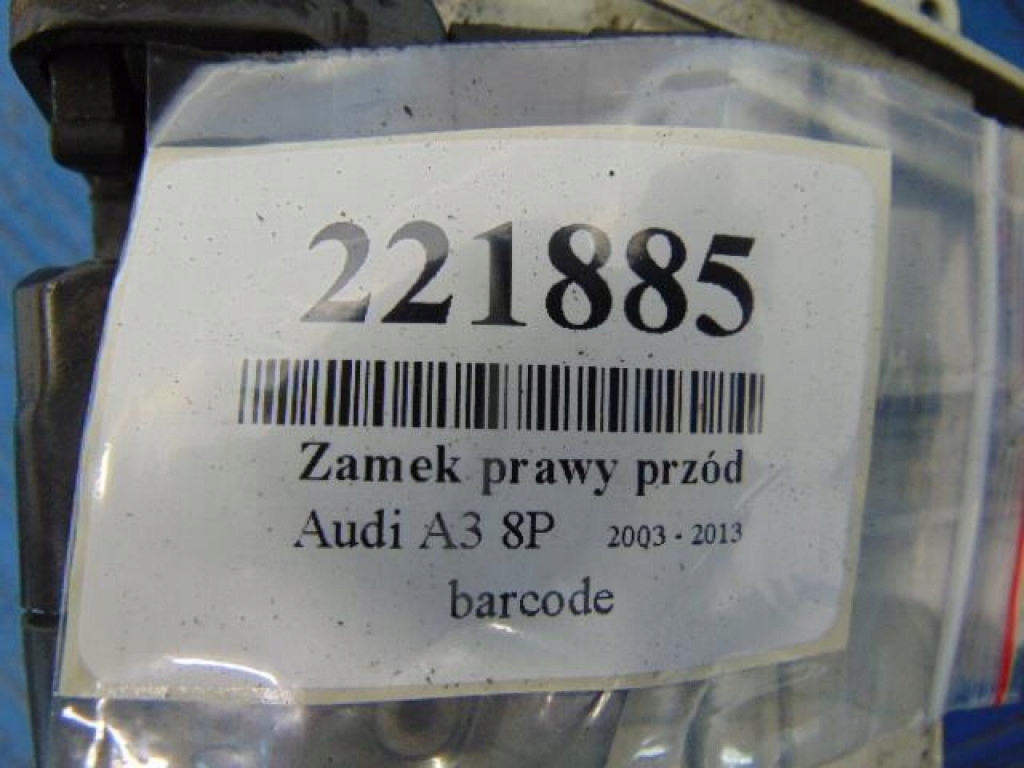 221885
Zamek prawy przód
Audi A3 8P 2003 - 2013
barcode